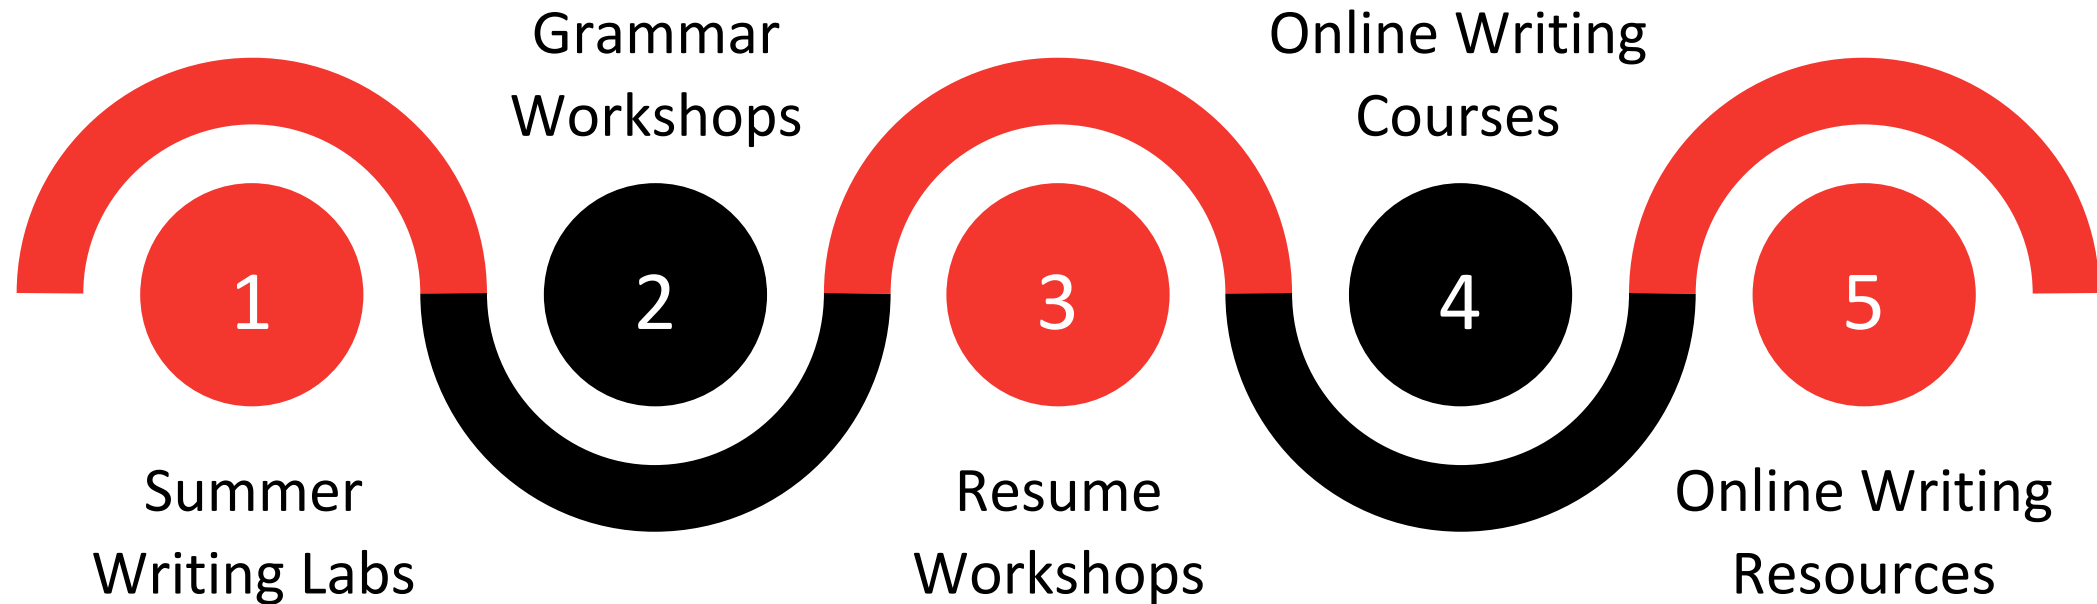 1
Summer
Writing Labs
Grammar
Workshops
2
3
Resume
Workshops
Online Writing
Courses
4
5
Online Writing
Resources